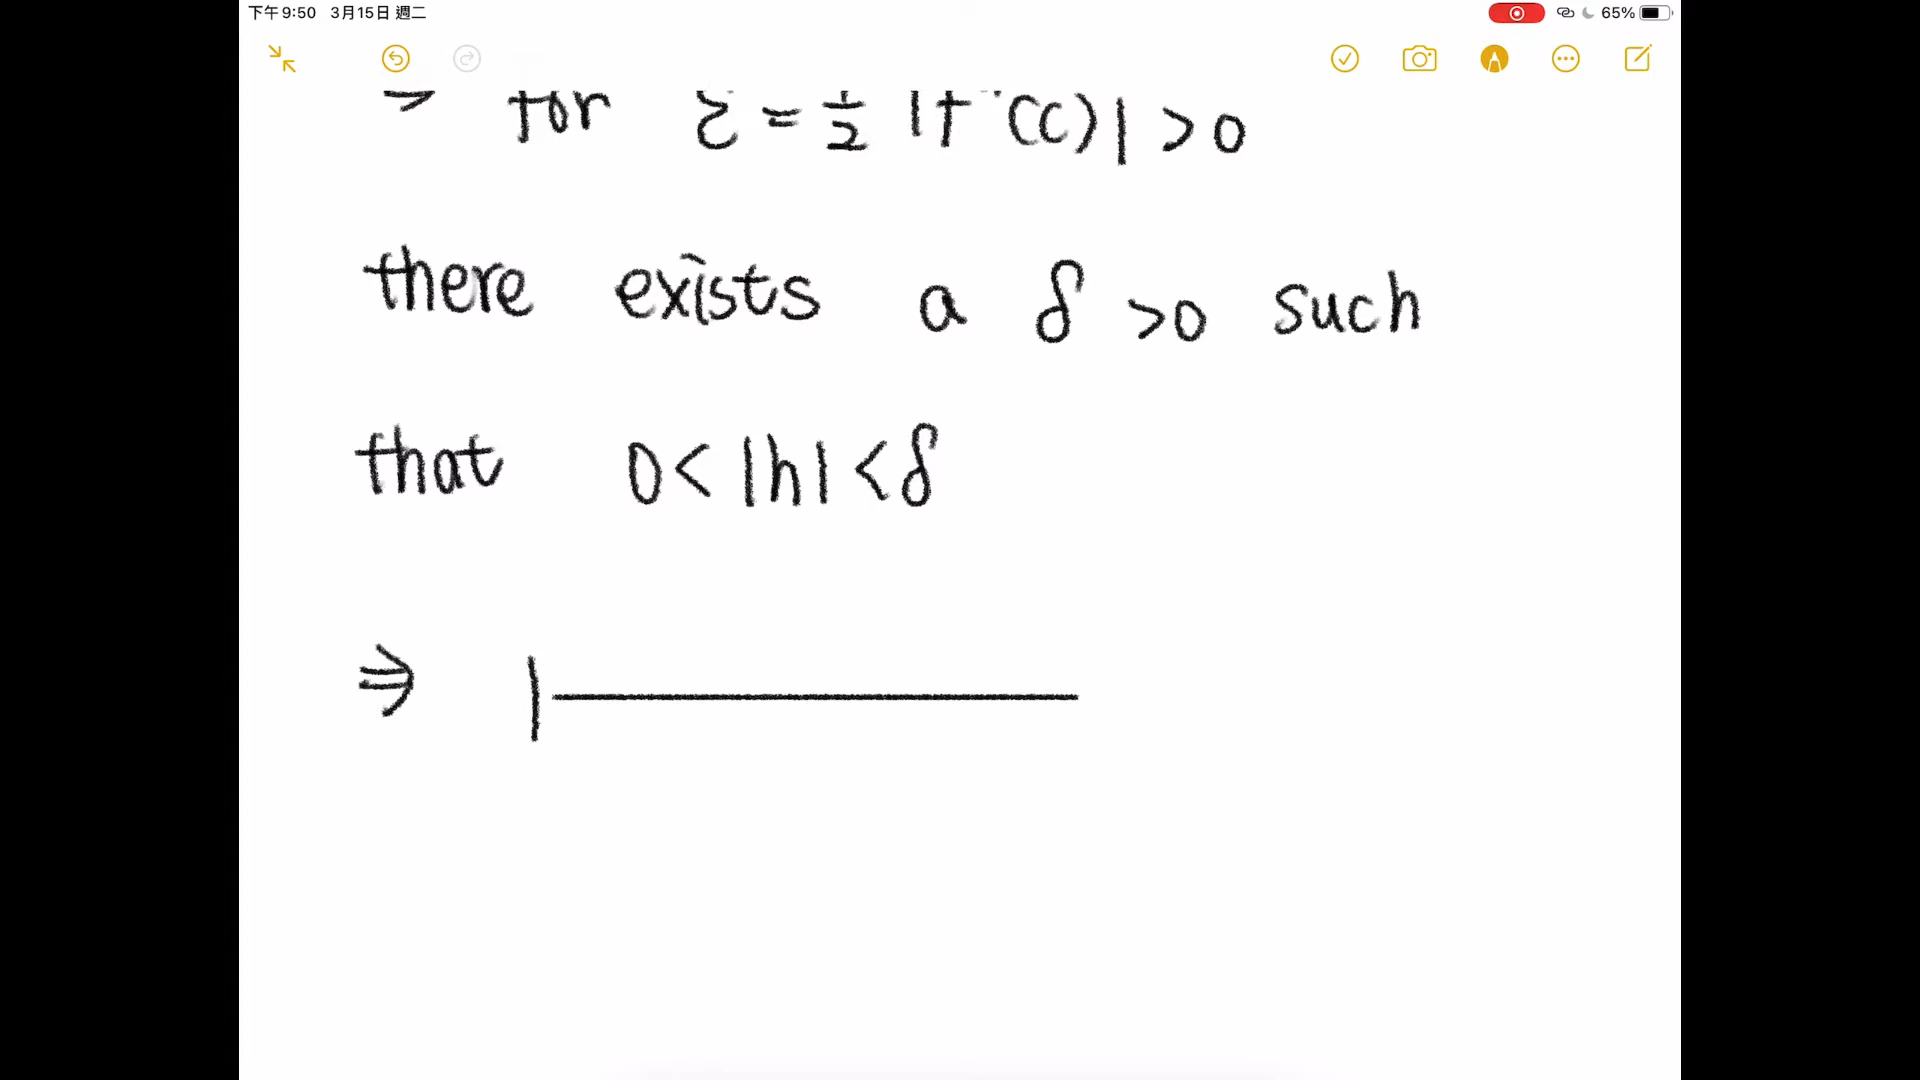 下午9:50 3月15日 週二 65%
⇒ for ε = 1/2 |f''(c)| > 0
there exists a δ > 0 such
that 0 < |h| < δ
⇒ |